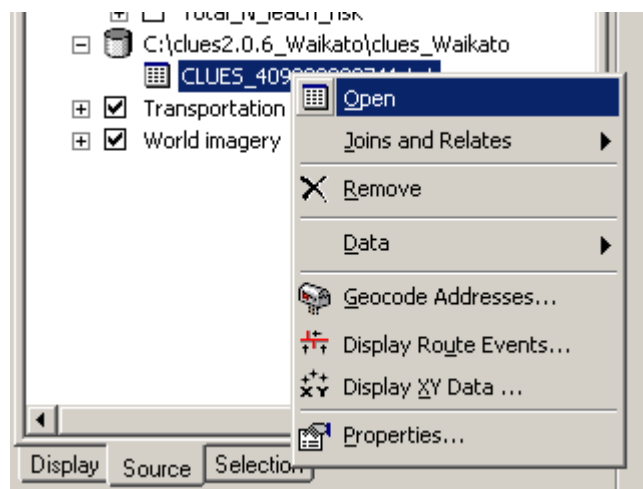 Total_N_leach_risk
C:\clues2.0.6_Waikato\clues_Waikato
Open
Joins and Relates
Transportation
World imagery
Remove
Data
Geocode Addresses...
Display Route Events...
Display XY Data ...
Properties...
Display Source Selection